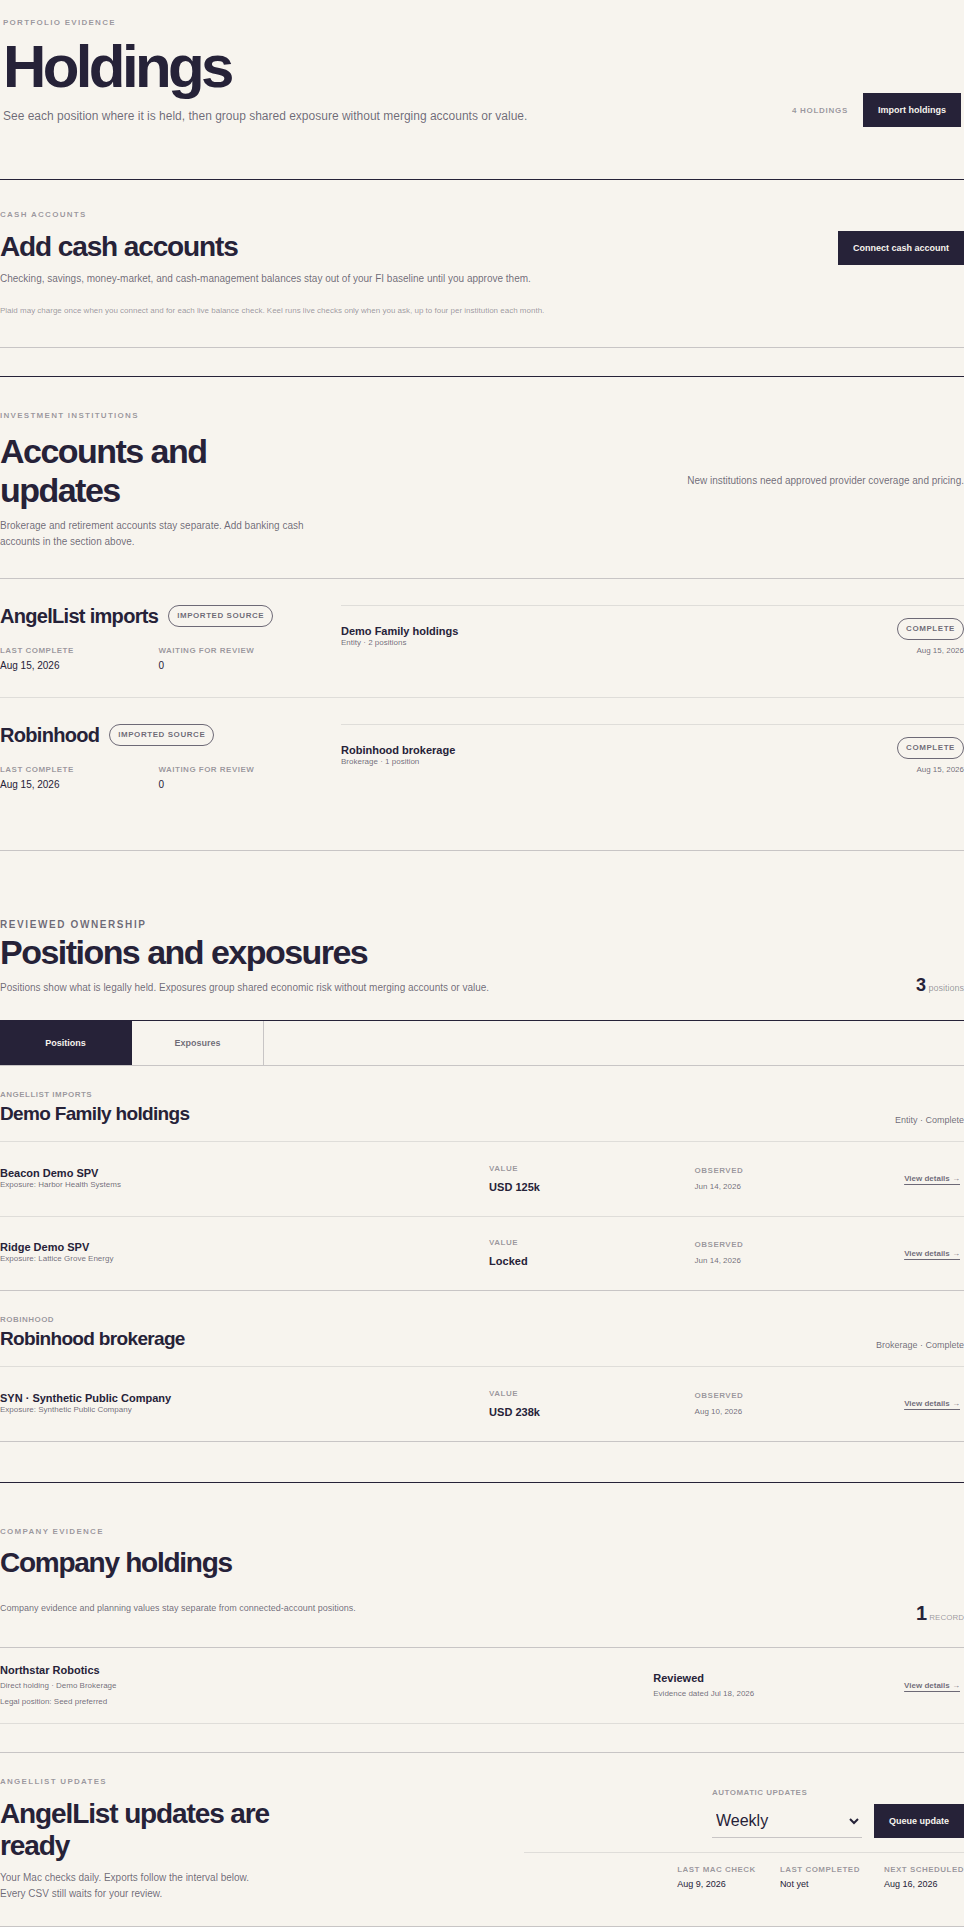 PORTFOLIO EVIDENCE
Holdings
See each position where it is held, then group shared exposure without merging accounts or value.
4 HOLDINGS
Import holdings
CASH ACCOUNTS
Add cash accounts
Connect cash account
Checking, savings, money-market, and cash-management balances stay out of your FI baseline until you approve them.
Plaid may charge once when you connect and for each live balance check. Keel runs live checks only when you ask, up to four per institution each month.
INVESTMENT INSTITUTIONS
Accounts and
updates
New institutions need approved provider coverage and pricing.
Brokerage and retirement accounts stay separate. Add banking cash
accounts in the section above.
AngelList imports IMPORTED SOURCE
LAST COMPLETE WAITING FOR REVIEW
Aug 15, 2026 0
Demo Family holdings
Entity · 2 positions
COMPLETE
Aug 15, 2026
Robinhood IMPORTED SOURCE
LAST COMPLETE WAITING FOR REVIEW
Aug 15, 2026 0
Robinhood brokerage
Brokerage · 1 position
COMPLETE
Aug 15, 2026
REVIEWED OWNERSHIP
Positions and exposures
Positions show what is legally held. Exposures group shared economic risk without merging accounts or value.
3 positions
Positions Exposures
ANGELLIST IMPORTS
Demo Family holdings
Entity · Complete
Beacon Demo SPV
Exposure: Harbor Health Systems
VALUE
USD 125k
OBSERVED
Jun 14, 2026
View details →
Ridge Demo SPV
Exposure: Lattice Grove Energy
VALUE
Locked
OBSERVED
Jun 14, 2026
View details →
ROBINHOOD
Robinhood brokerage
Brokerage · Complete
SYN · Synthetic Public Company
Exposure: Synthetic Public Company
VALUE
USD 238k
OBSERVED
Aug 10, 2026
View details →
COMPANY EVIDENCE
Company holdings
Company evidence and planning values stay separate from connected-account positions.
1 RECORD
Northstar Robotics
Direct holding · Demo Brokerage
Legal position: Seed preferred
Reviewed
Evidence dated Jul 18, 2026
View details →
ANGELLIST UPDATES
AngelList updates are
ready
Your Mac checks daily. Exports follow the interval below.
Every CSV still waits for your review.
AUTOMATIC UPDATES
Weekly
Queue update
LAST MAC CHECK LAST COMPLETED NEXT SCHEDULED
Aug 9, 2026 Not yet Aug 16, 2026